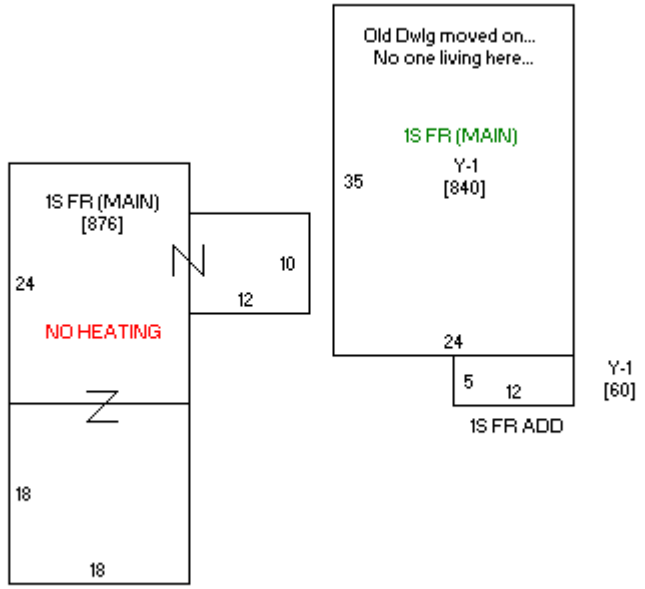 Old Dwlg moved on...
No one living here...
1S FR (MAIN)
Y-1
[840]
35
24
5
12
1S FR ADD
Y-1
[60]
1S FR (MAIN)
[876]
24
NO HEATING
10
12
18
18